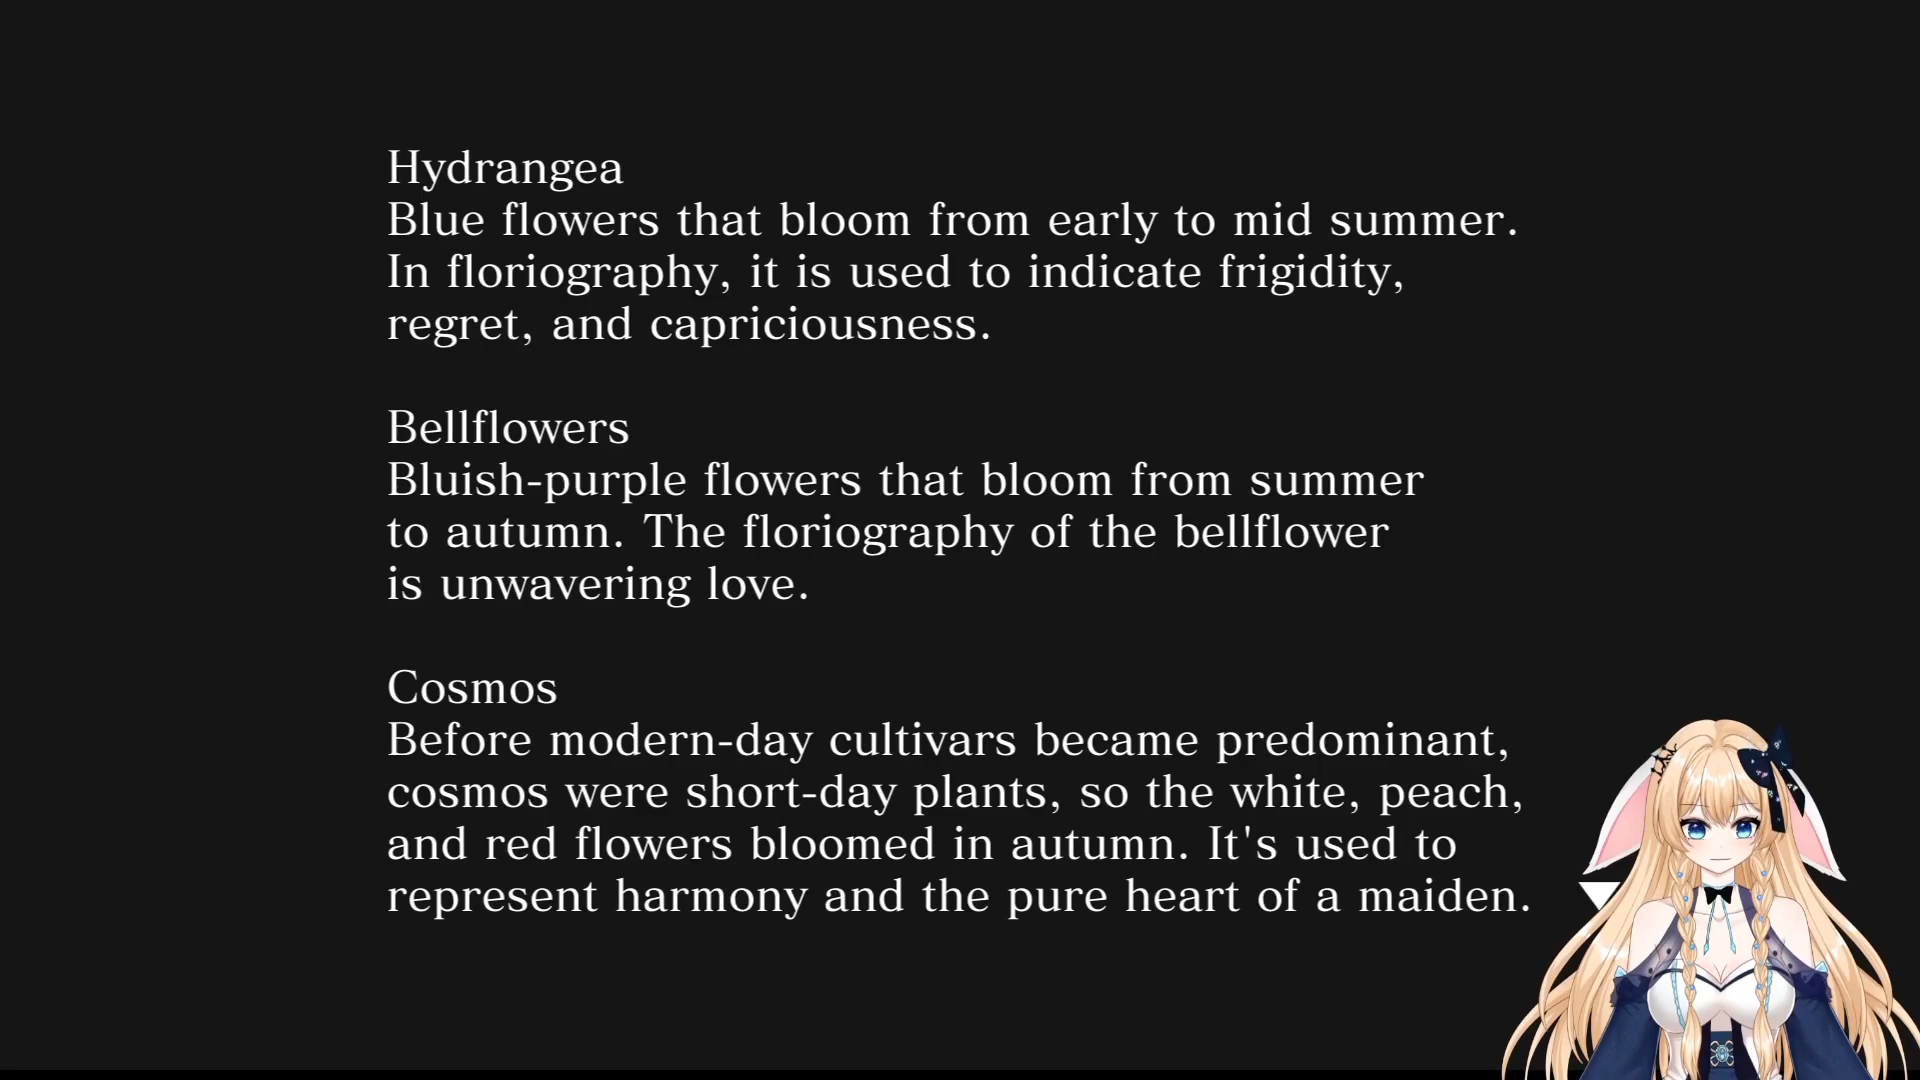 Hydrangea
Blue flowers that bloom from early to mid summer.
In floriography, it is used to indicate frigidity,
regret, and capriciousness.
Bellflowers
Bluish-purple flowers that bloom from summer
to autumn. The floriography of the bellflower
is unwavering love.
Cosmos
Before modern-day cultivars became predominant,
cosmos were short-day plants, so the white, peach,
and red flowers bloomed in autumn. It's used to
represent harmony and the pure heart of a maiden.